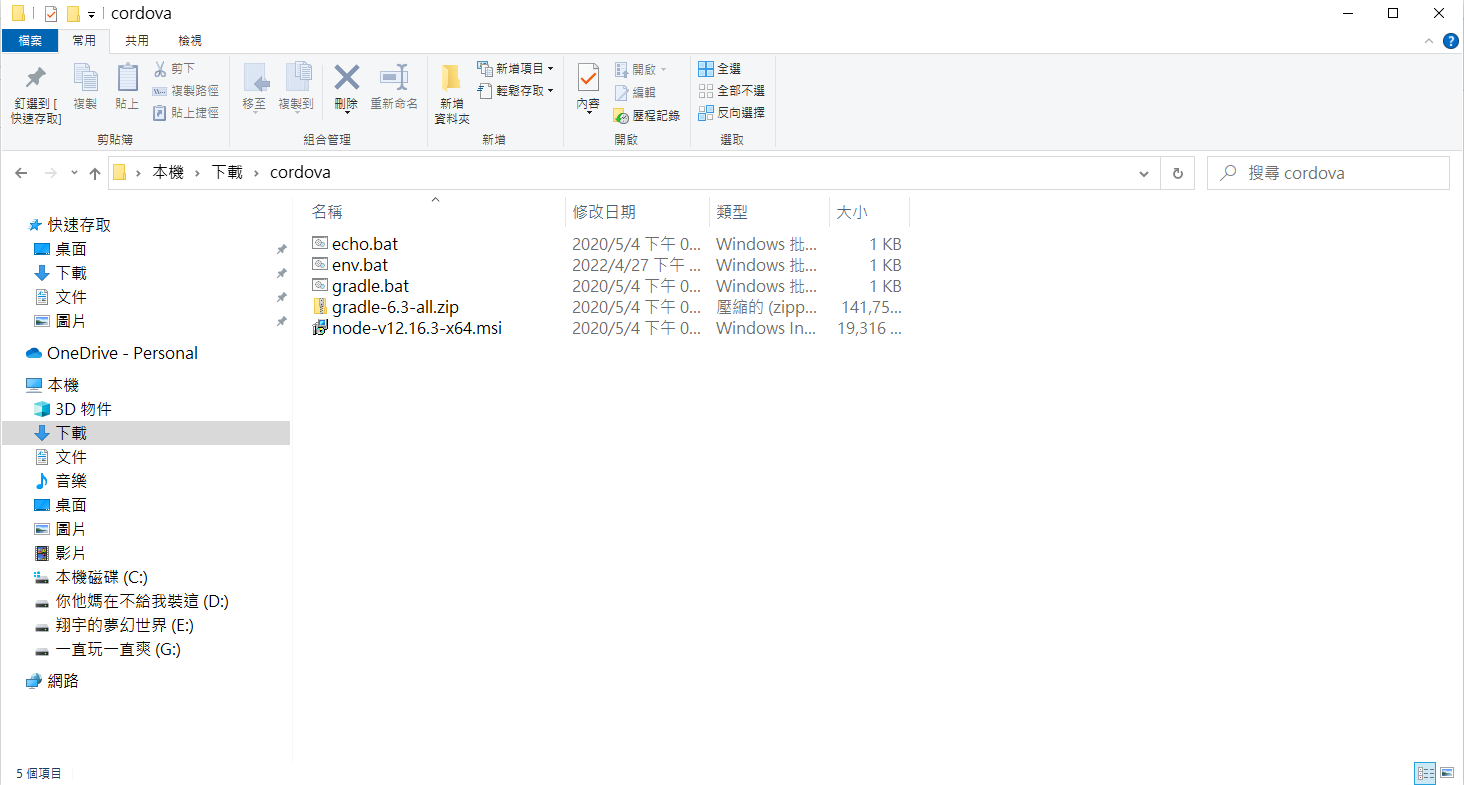 cordova
檔案 常用 共用 檢視
釘選到 [
快速存取]
複製
貼上
剪下
複製路徑
貼上捷徑
剪貼簿
移至
複製到
刪除
重新命名
組合管理
新增
資料夾
新增項目
輕鬆存取
新增
內容
開啟
編輯
歷程記錄
開啟
全選
全部不選
反向選擇
選取
本機 › 下載 › cordova
搜尋 cordova
快速存取
桌面
下載
文件
圖片
OneDrive - Personal
本機
3D 物件
下載
文件
音樂
桌面
圖片
影片
本機磁碟 (C:)
你他媽在不給我裝這 (D:)
翔宇的夢幻世界 (E:)
一直玩一直爽 (G:)
網路
名稱 修改日期 類型 大小
echo.bat 2020/5/4 下午 0... Windows 批... 1 KB
env.bat 2022/4/27 下午 ... Windows 批... 1 KB
gradle.bat 2020/5/4 下午 0... Windows 批... 1 KB
gradle-6.3-all.zip 2020/5/4 下午 0... 壓縮的 (zipp... 141,75...
node-v12.16.3-x64.msi 2020/5/4 下午 0... Windows In... 19,316 ...
5 個項目